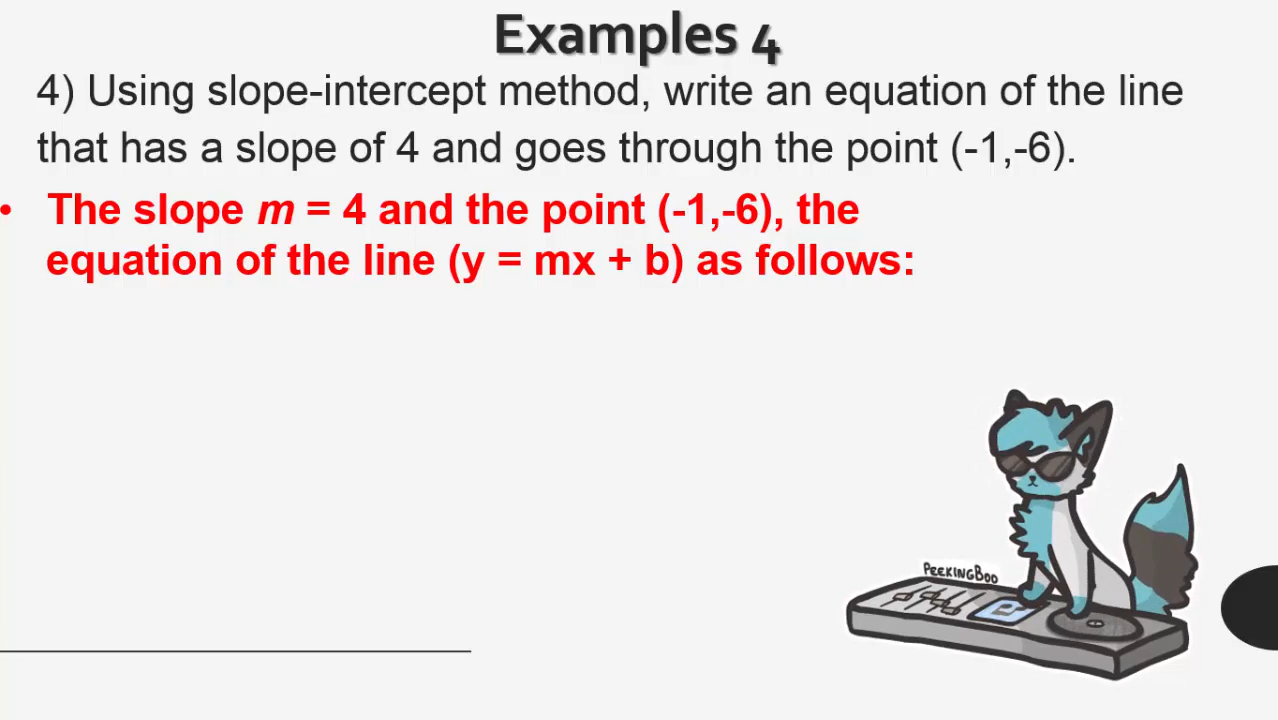 Examples 4
4) Using slope-intercept method, write an equation of the line
that has a slope of 4 and goes through the point (-1,-6).
• The slope m = 4 and the point (-1,-6), the
equation of the line (y = mx + b) as follows:
PEEKINGBOO